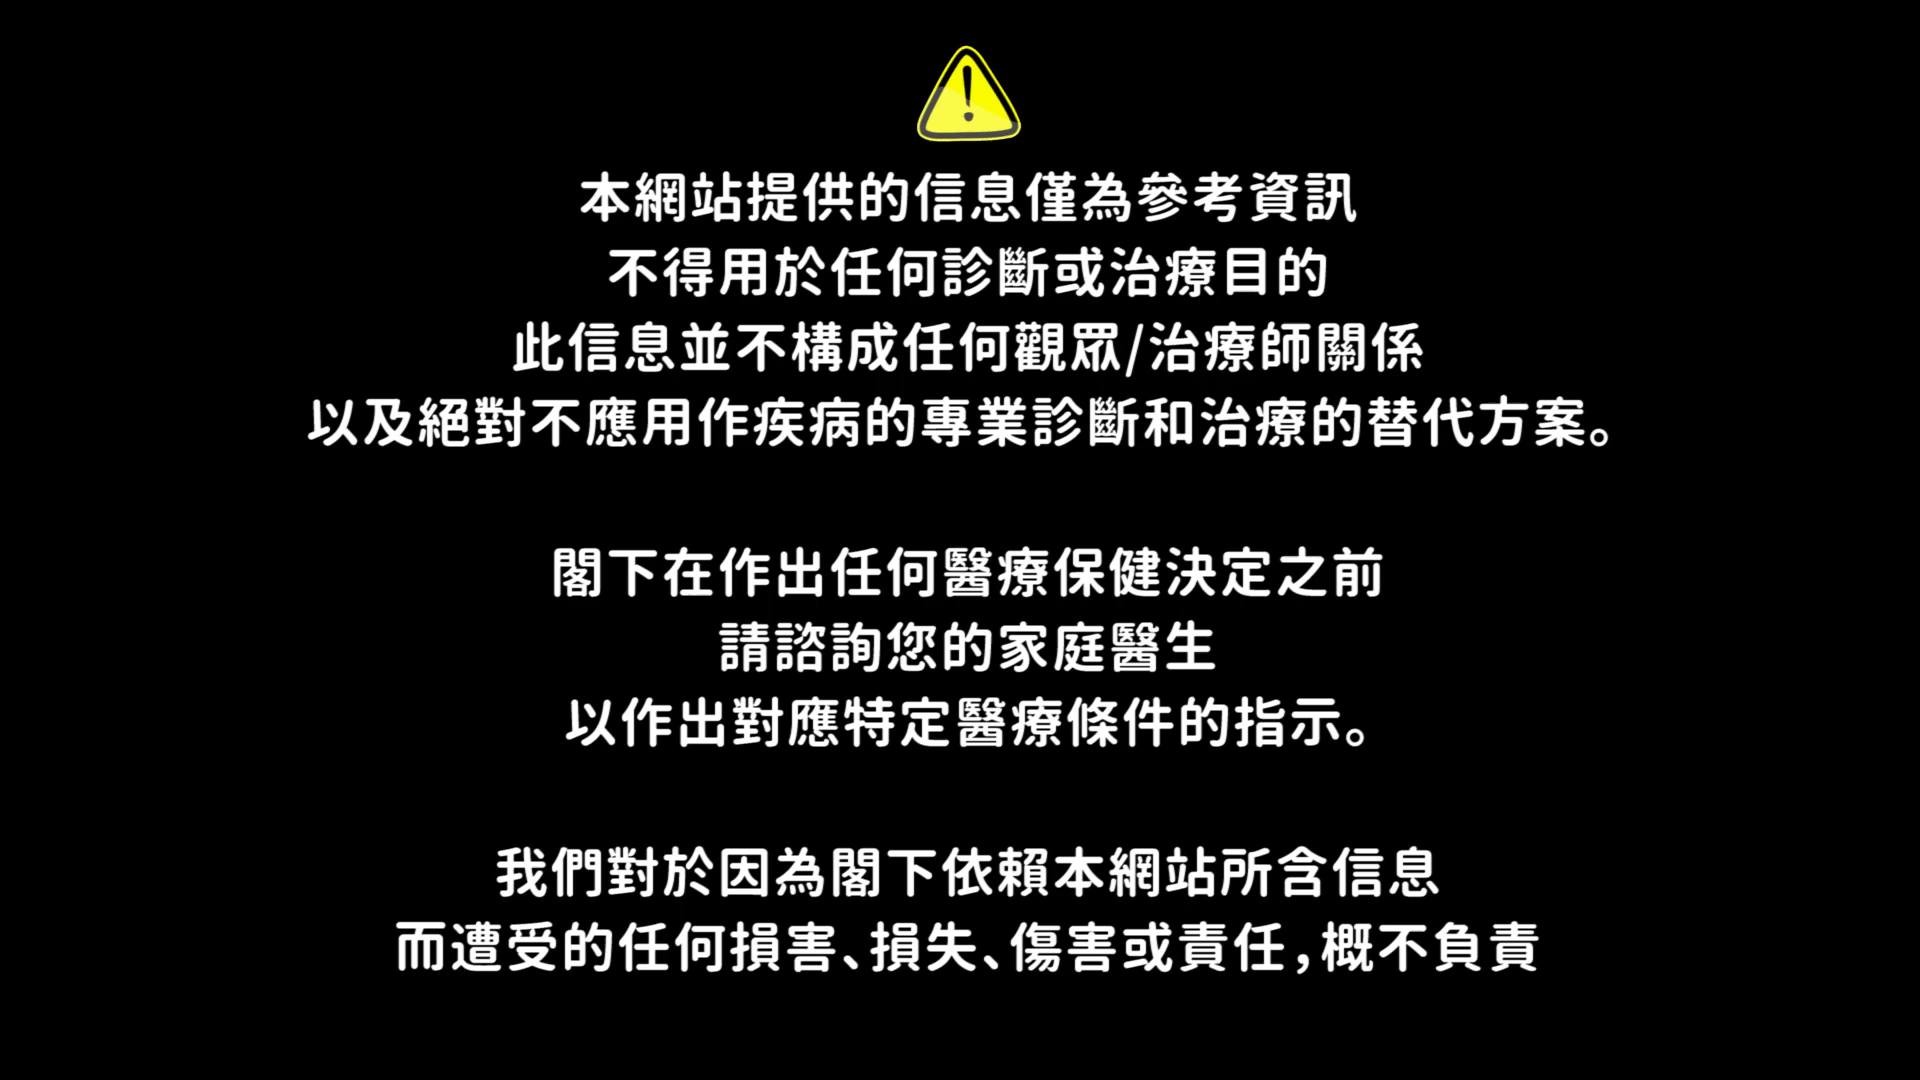 本網站提供的信息僅為參考資訊
不得用於任何診斷或治療目的
此信息並不構成任何觀眾/治療師關係
以及絕對不應用作疾病的專業診斷和治療的替代方案。
閣下在作出任何醫療保健決定之前
請諮詢您的家庭醫生
以作出對應特定醫療條件的指示。
我們對於因為閣下依賴本網站所含信息
而遭受的任何損害、損失、傷害或責任,概不負責